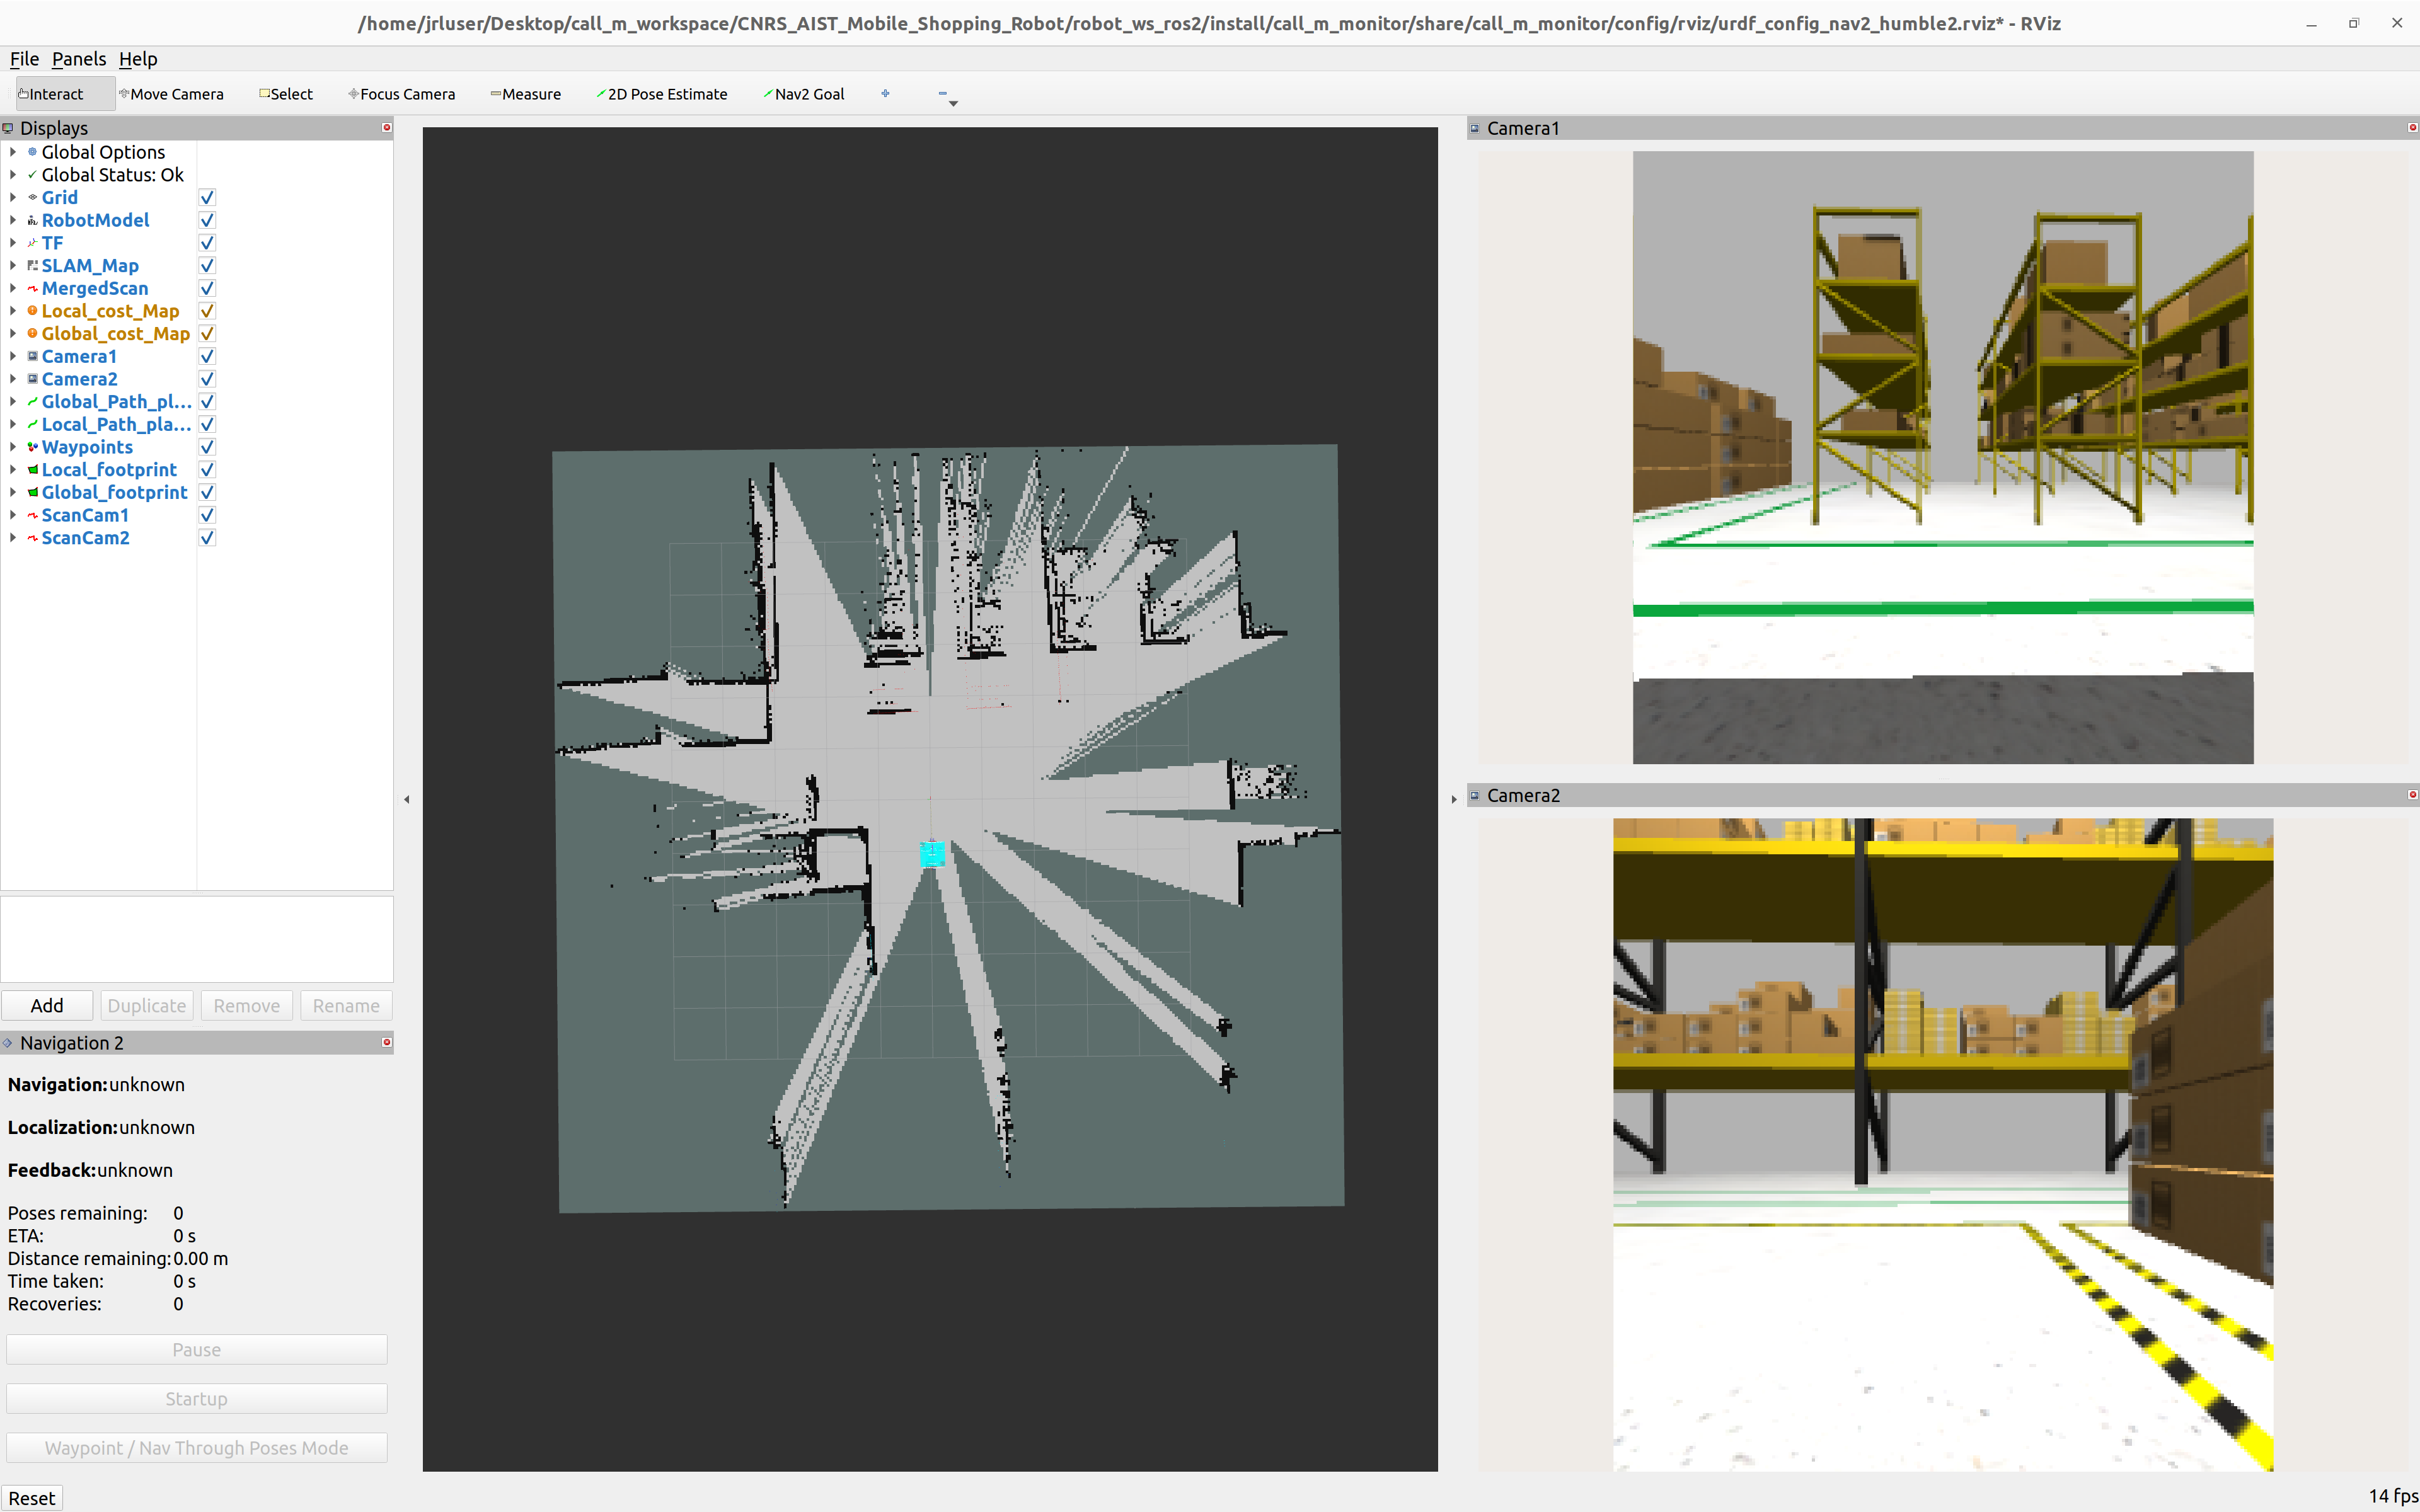 /home/jrluser/Desktop/call_m_workspace/CNRS_AIST_Mobile_Shopping_Robot/robot_ws_ros2/install/call_m_monitor/share/call_m_monitor/config/rviz/urdf_config_nav2_humble2.rviz* - RViz
File Panels Help
Interact Move Camera Select Focus Camera Measure 2D Pose Estimate Nav2 Goal
Displays
Global Options
Global Status: Ok
Grid
RobotModel
TF
SLAM_Map
MergedScan
Local_cost_Map
Global_cost_Map
Camera1
Camera2
Global_Path_pl...
Local_Path_pla...
Waypoints
Local_footprint
Global_footprint
ScanCam1
ScanCam2
Add Duplicate Remove Rename
Navigation 2
Navigation: unknown
Localization: unknown
Feedback: unknown
Poses remaining: 0
ETA: 0 s
Distance remaining: 0.00 m
Time taken: 0 s
Recoveries: 0
Pause
Startup
Waypoint / Nav Through Poses Mode
Reset
Camera1
Camera2
14 fps